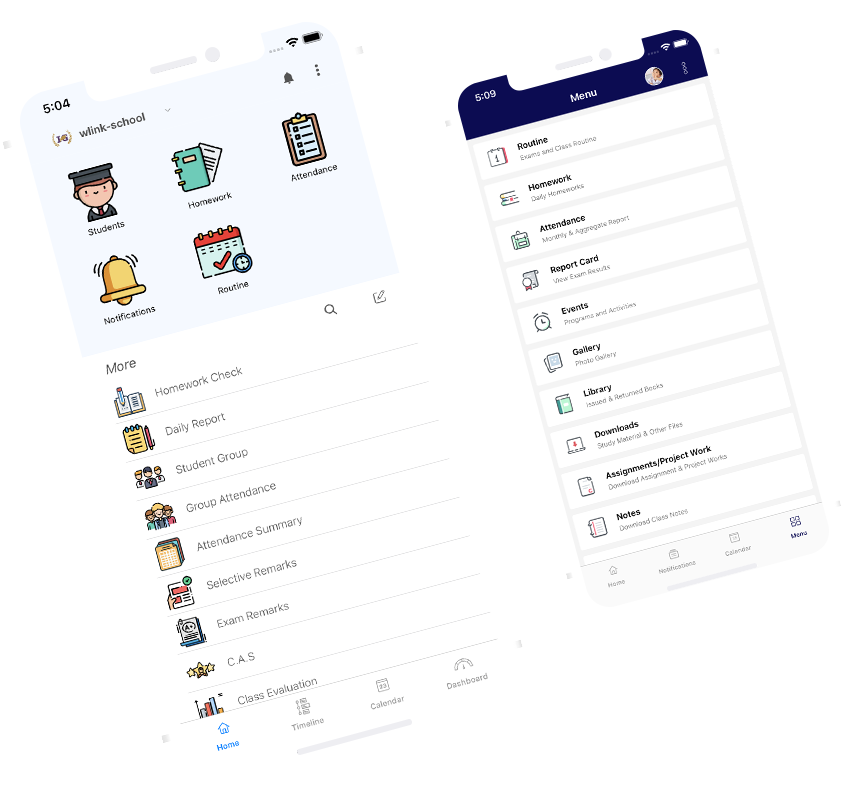 5:04
wlink-school
Students
Homework
Attendance
Notifications
Routine
More
Homework Check
Daily Report
Student Group
Group Attendance
Attendance Summary
Selective Remarks
Exam Remarks
C.A.S
Class Evaluation
Home
Timeline
Calendar
Dashboard
5:09
Menu
Routine
Exams and Class Routine
Homework
Daily Homeworks
Attendance
Monthly & Aggregate Report
Report Card
View Exam Results
Events
Programs and Activities
Gallery
Photo Gallery
Library
Issued & Returned Books
Downloads
Study Material & Other Files
Assignments/Project Work
Download Assignment & Project Works
Notes
Download Class Notes
Home
Notifications
Calendar
Menu